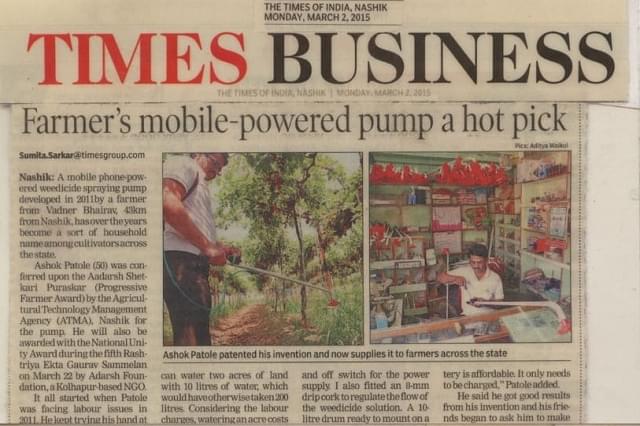 THE TIMES OF INDIA, NASHIK
MONDAY, MARCH 2, 2015
TIMES BUSINESS
THE TIMES OF INDIA, NASHIK | MONDAY, MARCH 2, 2015
Farmer's mobile-powered pump a hot pick
Pics: Aditya Waikul
Sumita.Sarkar@timesgroup.com
Nashik: A mobile phone-pow-
ered weedicide spraying pump
developed in 2011by a farmer
from Vadner Bhairav, 43km
from Nashik, has over the years
become a sort of household
name among cultivators across
the state.
Ashok Patole (50) was con-
ferred upon the Aadarsh Shet-
kari Puraskar (Progressive
Farmer Award) by the Agricul-
tural Technology Management
Agency (ATMA), Nashik for
the pump. He will also be
awarded with the National Uni-
ty Award during the fifth Rash-
triya Ekta Gaurav Sammelan
on March 22 by Adarsh Foun-
dation, a Kolhapur-based NGO.
It all started when Patole
was facing labour issues in
2011. He kept trying his hand at
Ashok Patole patented his invention and now supplies it to farmers across the state
can water two acres of land
with 10 litres of water, which
would have otherwise taken 200
litres. Considering the labour
charges, watering an acre costs
and off switch for the power
supply. I also fitted an 8-mm
drip cork to regulate the flow of
the weedicide solution. A 10-
litre drum ready to mount on a
tery is affordable. It only needs
to be charged," Patole added.
He said he got good results
from his invention and his frie-
nds began to ask him to make